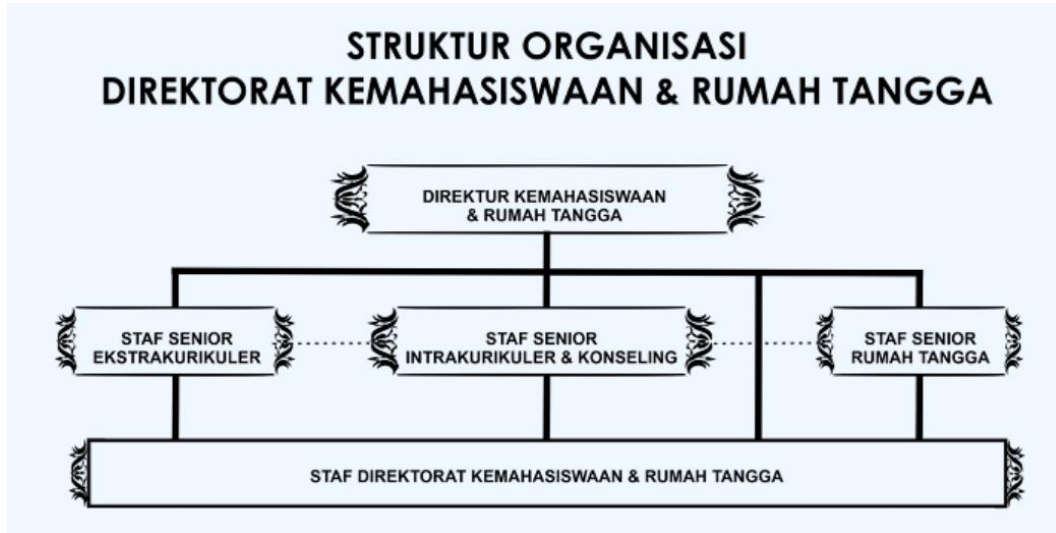 STRUKTUR ORGANISASI
DIREKTORAT KEMAHASISWAAN & RUMAH TANGGA
DIREKTUR KEMAHASISWAAN
& RUMAH TANGGA
STAF SENIOR
EKSTRAKURIKULER
STAF SENIOR
INTRAKURIKULER & KONSELING
STAF SENIOR
RUMAH TANGGA
STAF DIREKTORAT KEMAHASISWAAN & RUMAH TANGGA